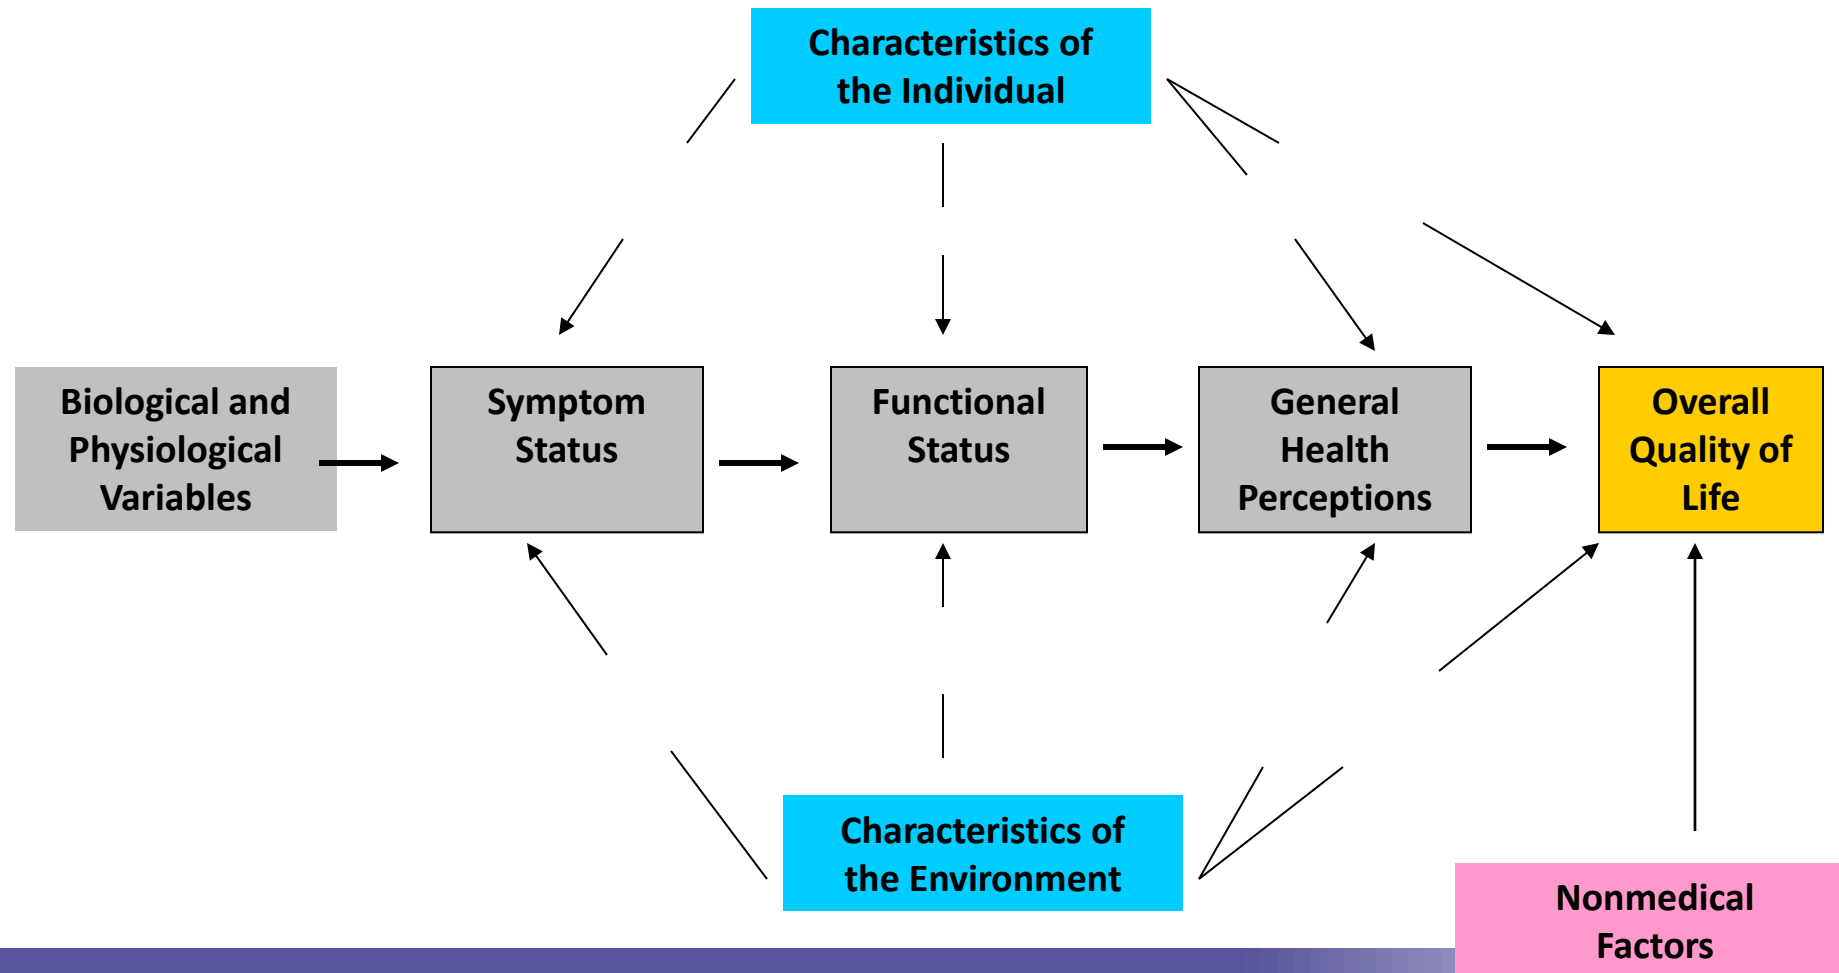 Characteristics of
the Individual
Biological and
Physiological
Variables
Symptom
Status
Functional
Status
General
Health
Perceptions
Overall
Quality of
Life
Characteristics of
the Environment
Nonmedical
Factors